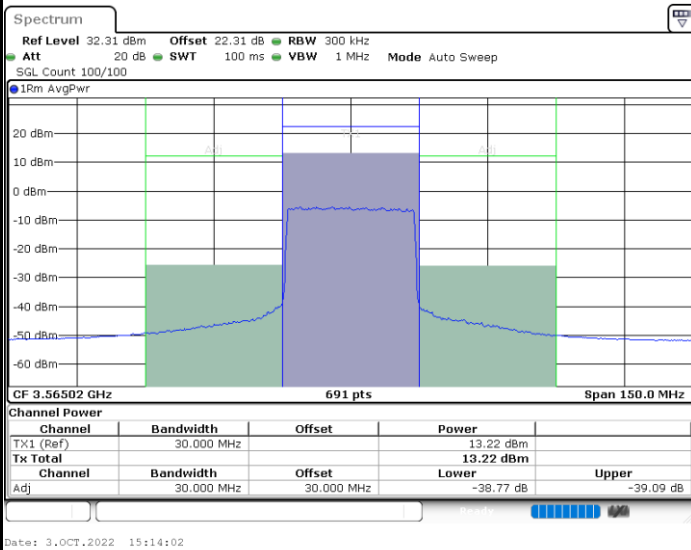 Spectrum
Ref Level 32.31 dBm Offset 22.31 dB RBW 300 kHz
Att 20 dB SWT 100 ms VBW 1 MHz Mode Auto Sweep
SGL Count 100/100
1Rm AvgPwr
20 dBm
Adj Adj
10 dBm
0 dBm
-10 dBm
-20 dBm
-30 dBm
-40 dBm
-50 dBm
-60 dBm
CF 3.56502 GHz 691 pts Span 150.0 MHz
Channel Power
Channel Bandwidth Offset Power
TX1 (Ref) 30.000 MHz 13.22 dBm
Tx Total 13.22 dBm
Channel Bandwidth Offset Lower Upper
Adj 30.000 MHz 30.000 MHz -38.77 dB -39.09 dB
Ready
Date: 3.OCT.2022 15:14:02